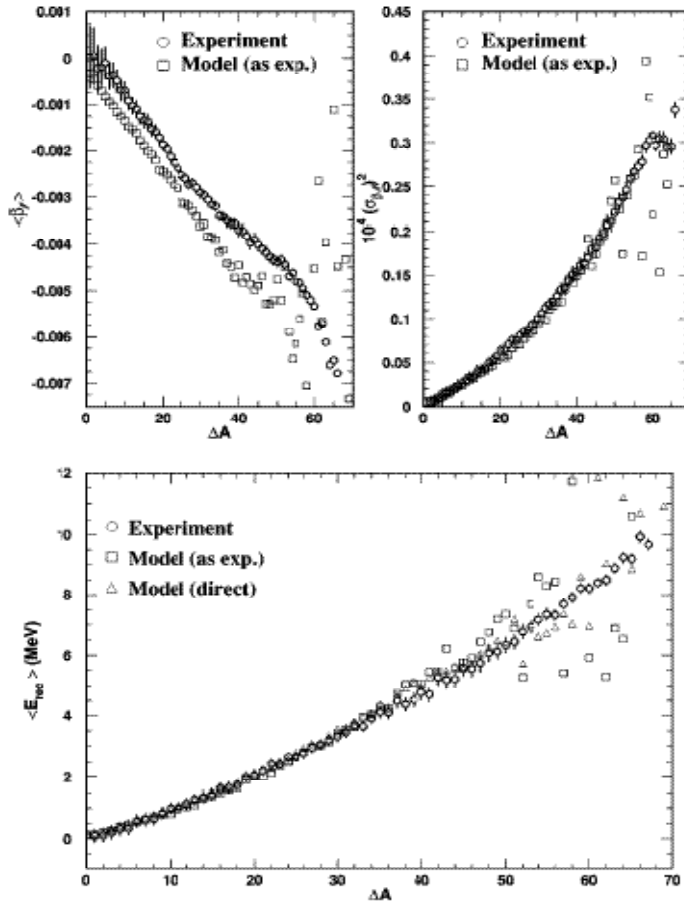 0.001
0
-0.001
-0.002
-0.003
-0.004
-0.005
-0.006
-0.007
<β∥>
Experiment
Model (as exp.)
0 20 40 60
ΔA
0.45
0.4
0.35
0.3
0.25
0.2
0.15
0.1
0.05
0
Experiment
Model (as exp.)
0 20 40 60
ΔA
12
10
8
6
4
2
0
<E_rec> (MeV)
Experiment
Model (as exp.)
Model (direct)
0 10 20 30 40 50 60 70
ΔA